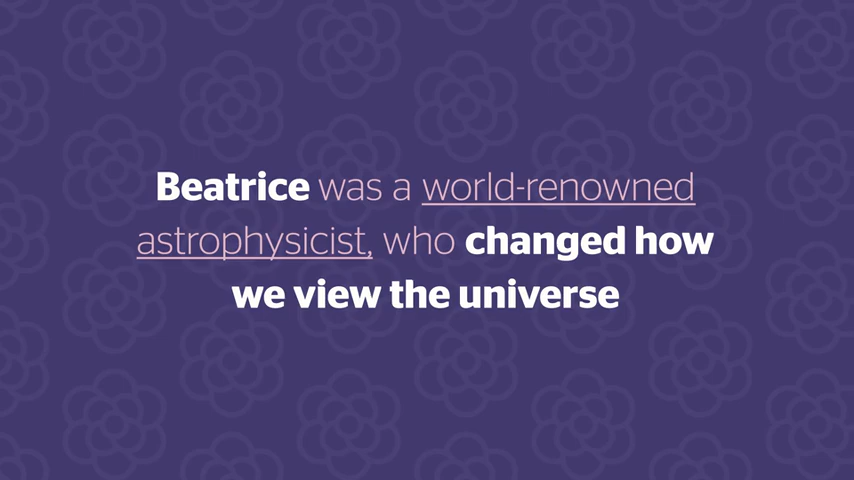 Beatrice was a world-renowned
astrophysicist, who changed how
we view the universe